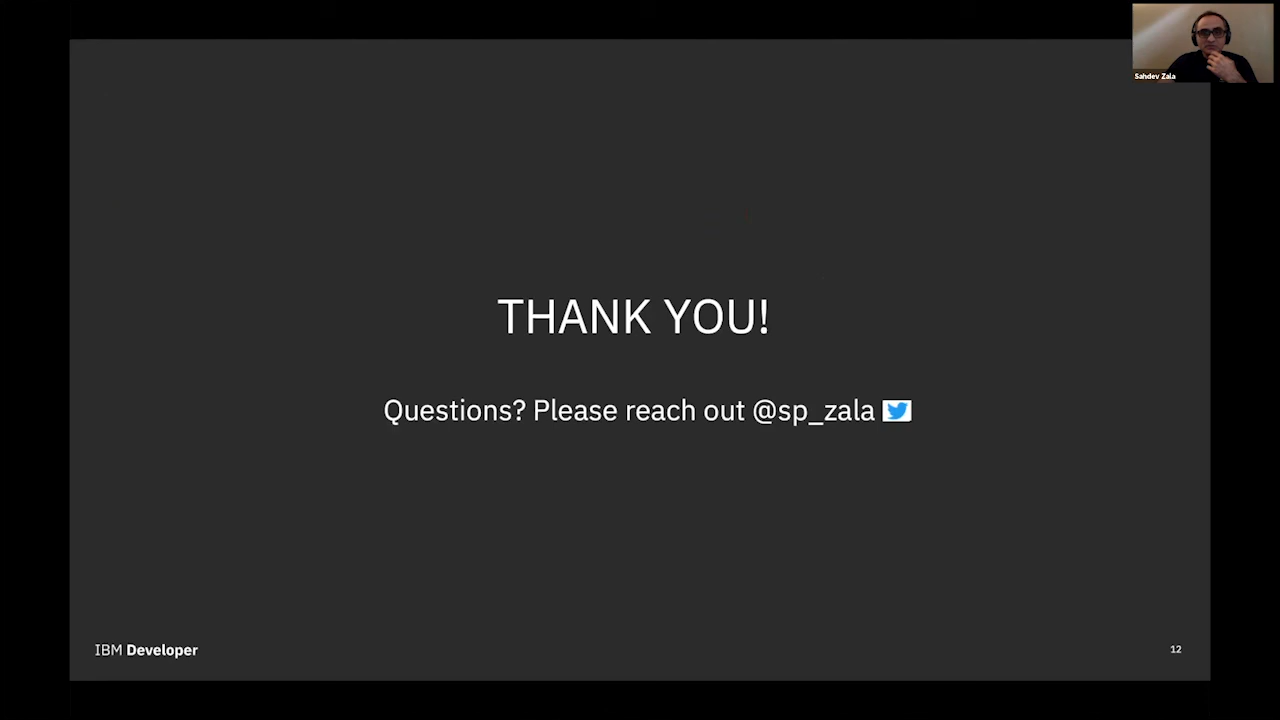 Sahdev Zala
THANK YOU!
Questions? Please reach out @sp_zala
IBM Developer
12